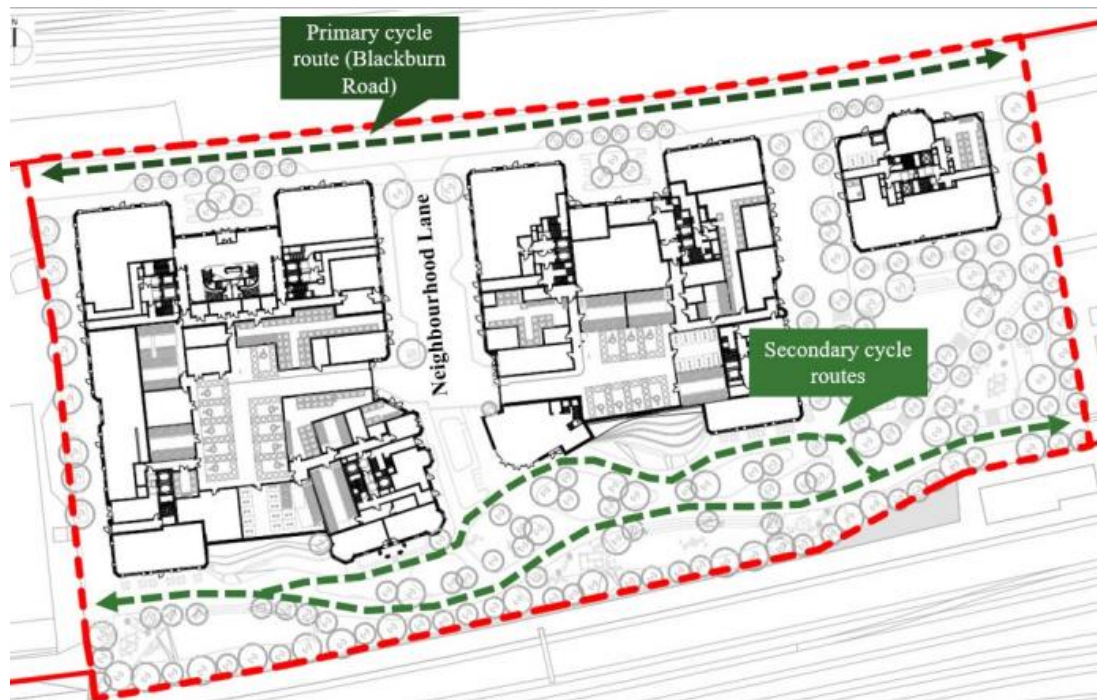 N
Primary cycle
route (Blackburn
Road)
Neighbourhood Lane
Secondary cycle
routes